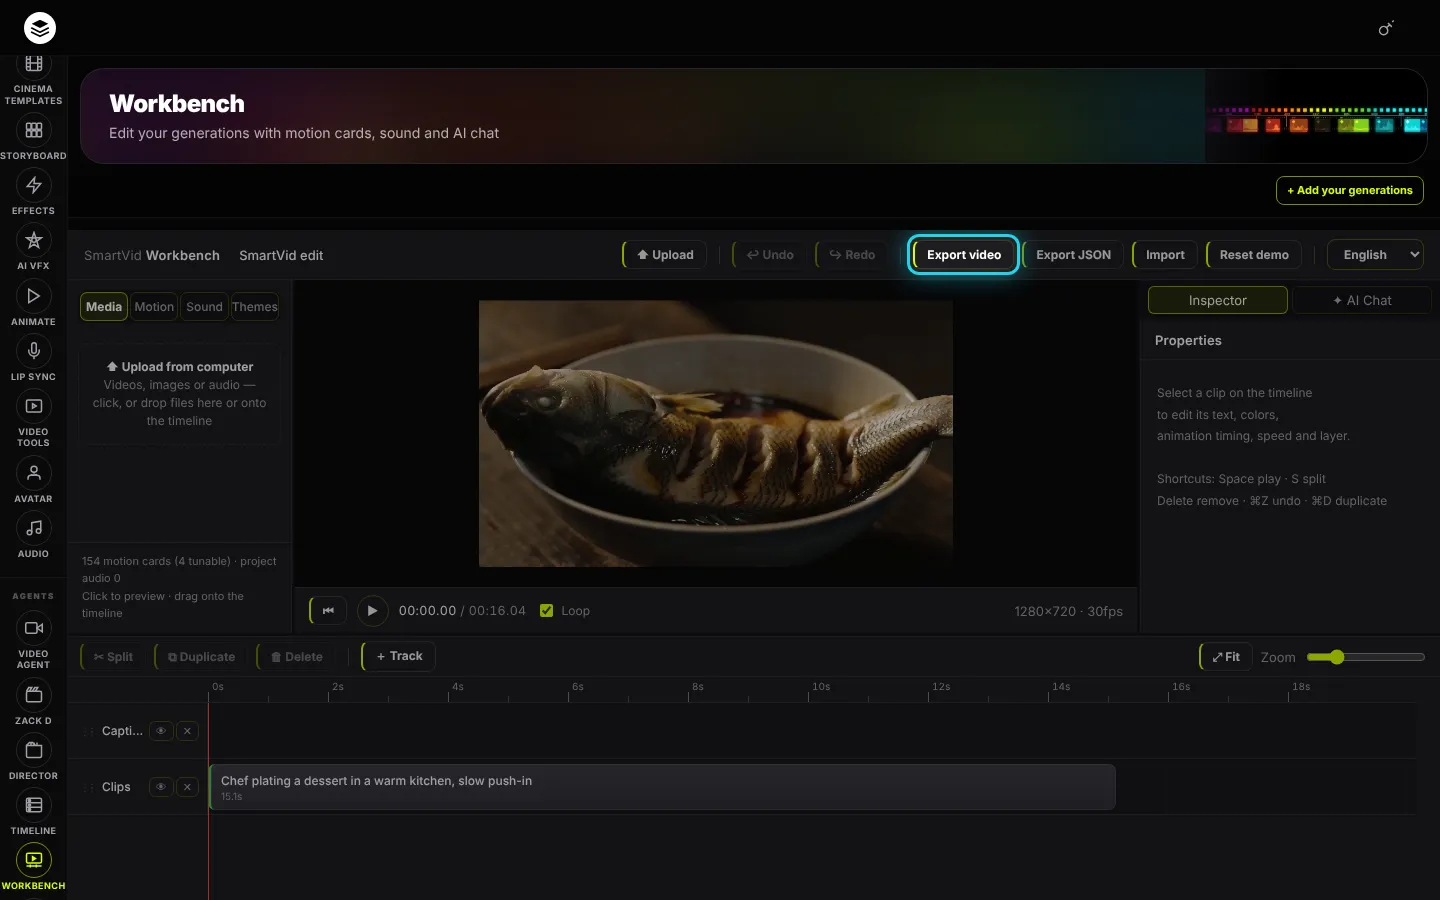 CINEMA
TEMPLATES
STORYBOARD
EFFECTS
AI VFX
ANIMATE
LIP SYNC
VIDEO
TOOLS
AVATAR
AUDIO
AGENTS
VIDEO
AGENT
ZACK D
DIRECTOR
TIMELINE
WORKBENCH
Workbench
Edit your generations with motion cards, sound and AI chat
+ Add your generations
SmartVid Workbench SmartVid edit
Upload
Undo
Redo
Export video
Export JSON
Import
Reset demo
English
Media
Motion
Sound
Themes
Upload from computer
Videos, images or audio —
click, or drop files here or onto
the timeline
154 motion cards (4 tunable) · project
audio 0
Click to preview · drag onto the
timeline
00:00.00 / 00:16.04
Loop
1280×720 · 30fps
Inspector
✦ AI Chat
Properties
Select a clip on the timeline
to edit its text, colors,
animation timing, speed and layer.
Shortcuts: Space play · S split
Delete remove · ⌘Z undo · ⌘D duplicate
Split
Duplicate
Delete
+ Track
Fit
Zoom
0s 2s 4s 6s 8s 10s 12s 14s 16s 18s
Capti...
Clips
Chef plating a dessert in a warm kitchen, slow push-in
15.1s